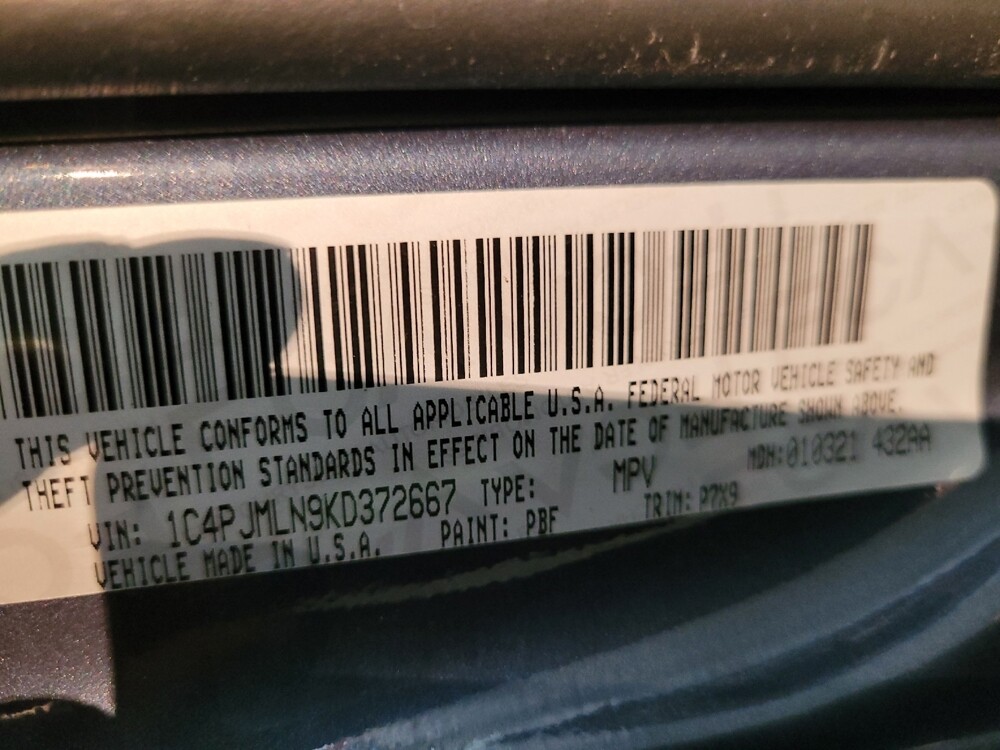 THIS VEHICLE CONFORMS TO ALL APPLICABLE U.S.A. FEDERAL MOTOR VEHICLE SAFETY AND
THEFT PREVENTION STANDARDS IN EFFECT ON THE DATE OF MANUFACTURE SHOWN ABOVE.
VIN: 1C4PJMLN9KD372667 TYPE: MPV MDH:010321 432AA
VEHICLE MADE IN U.S.A. PAINT: PBF TRIM: P7X9